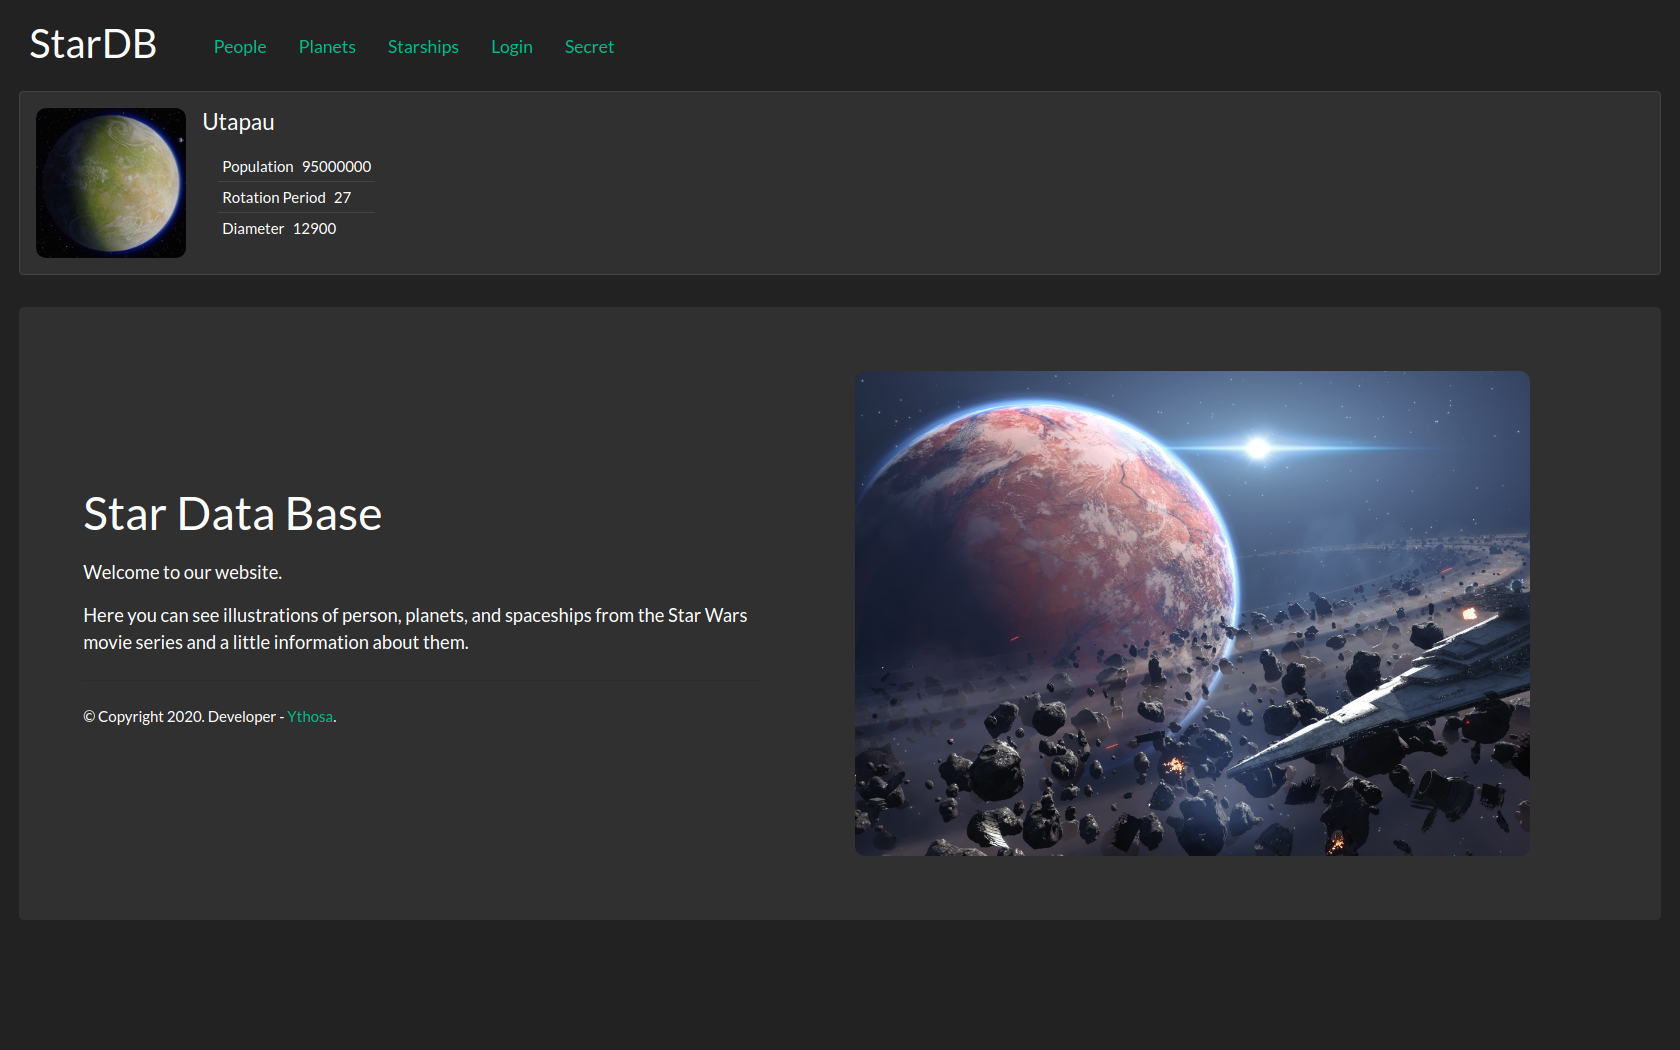 StarDB
People Planets Starships Login Secret
Utapau
Population 95000000
Rotation Period 27
Diameter 12900
Star Data Base
Welcome to our website.
Here you can see illustrations of person, planets, and spaceships from the Star Wars
movie series and a little information about them.
© Copyright 2020. Developer - Ythosa.